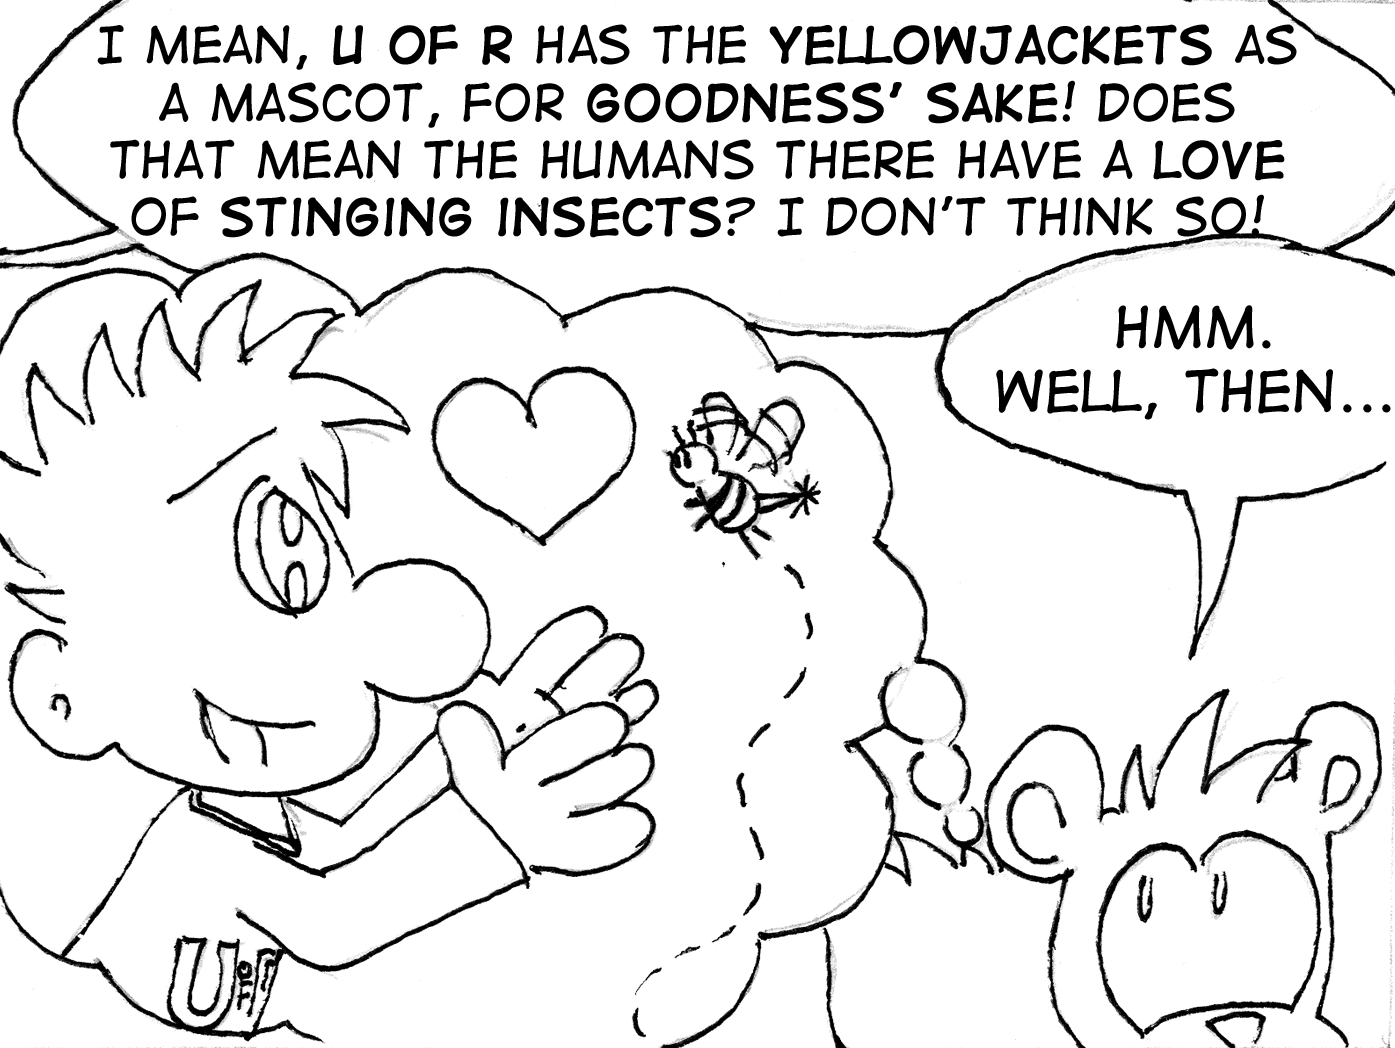 I MEAN, U OF R HAS THE YELLOWJACKETS AS
A MASCOT, FOR GOODNESS' SAKE! DOES
THAT MEAN THE HUMANS THERE HAVE A LOVE
OF STINGING INSECTS? I DON'T THINK SO!
HMM.
WELL, THEN...
U
OF